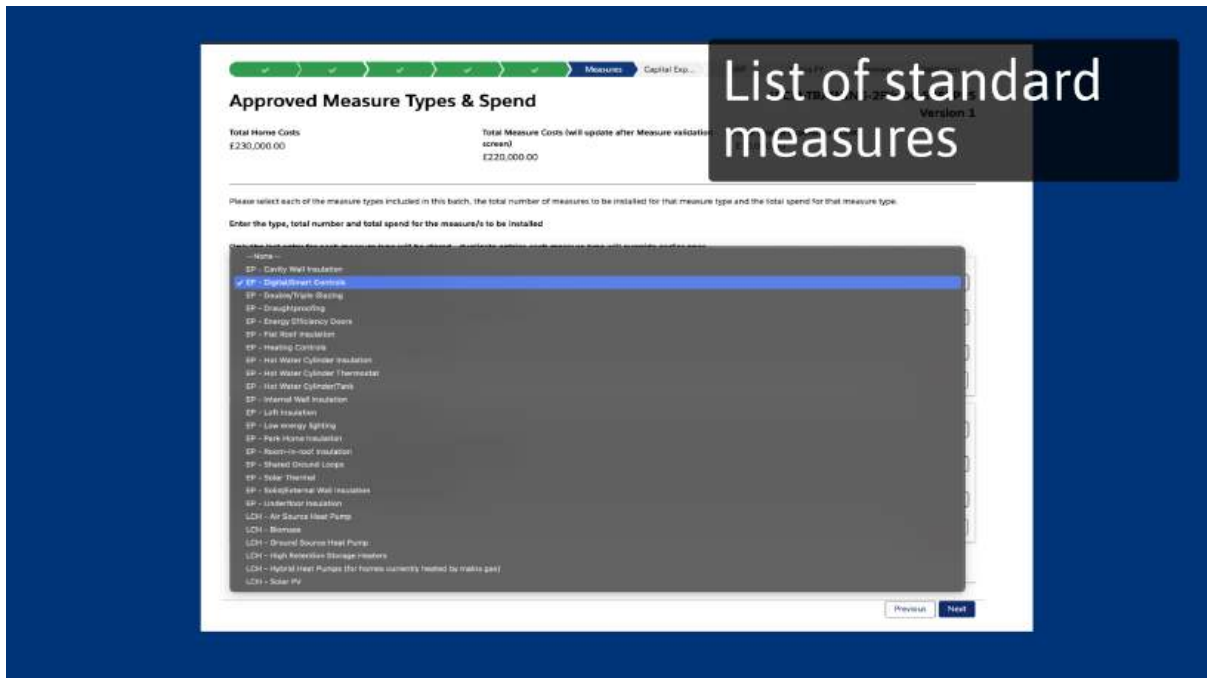 List of standard
measures
Measures
Capital Exp...
Approved Measure Types & Spend
Version 1
Total Home Costs
£230,000.00
Total Measure Costs (will update after Measure validation
screen)
£220,000.00
Please select each of the measure types included in this batch, the total number of measures to be installed for that measure type and the total spend for that measure type.
Enter the type, total number and total spend for the measure/s to be installed
--None--
EP - Cavity Wall Insulation
EP - Digital/Smart Controls
EP - Double/Triple Glazing
EP - Draughtproofing
EP - Energy Efficiency Doors
EP - Flat Roof Insulation
EP - Heating Controls
EP - Hot Water Cylinder Insulation
EP - Hot Water Cylinder Thermostat
EP - Hot Water Cylinder/Tank
EP - Internal Wall Insulation
EP - Loft Insulation
EP - Low energy lighting
EP - Park Home Insulation
EP - Room-in-roof insulation
EP - Shared Ground Loops
EP - Solar Thermal
EP - Solid/External Wall Insulation
EP - Underfloor Insulation
LCH - Air Source Heat Pump
LCH - Biomass
LCH - Ground Source Heat Pump
LCH - High Retention Storage Heaters
LCH - Hybrid Heat Pumps (for homes currently heated by mains gas)
LCH - Solar PV
Previous
Next